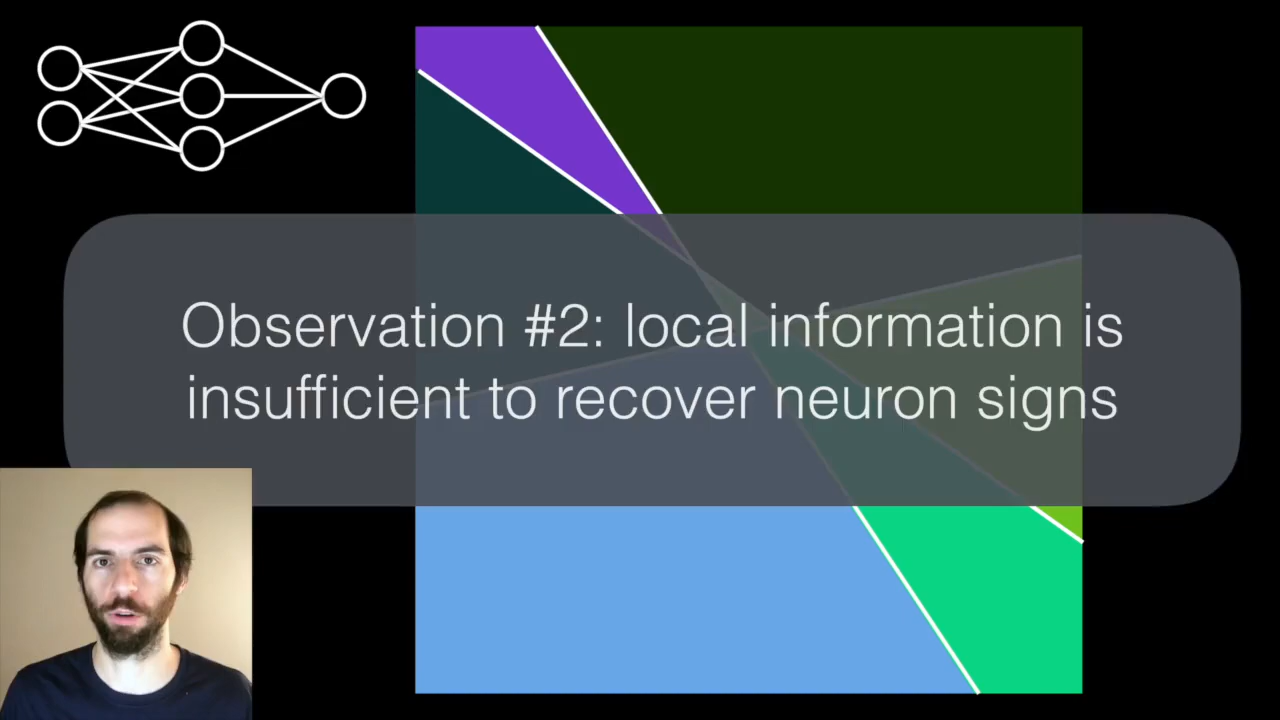 Observation #2: local information is
insufficient to recover neuron signs